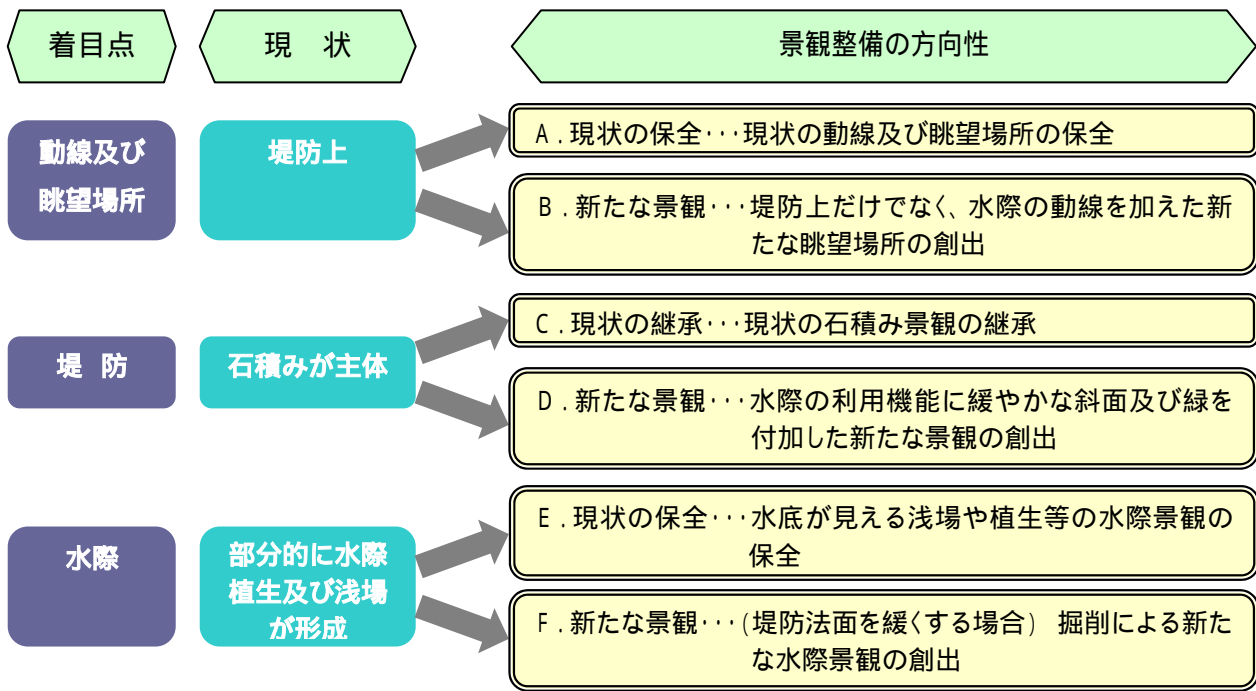 着目点
現　状
景観整備の方向性
動線及び
眺望場所
堤防上
A．現状の保全･･･現状の動線及び眺望場所の保全
B．新たな景観･･･堤防上だけでなく、水際の動線を加えた新
たな眺望場所の創出
堤 防
石積みが主体
C．現状の継承･･･現状の石積み景観の継承
D．新たな景観･･･水際の利用機能に緩やかな斜面及び緑を
付加した新たな景観の創出
水際
部分的に水際
植生及び浅場
が形成
E．現状の保全･･･水底が見える浅場や植生等の水際景観の
保全
F．新たな景観･･･(堤防法面を緩くする場合) 掘削による新た
な水際景観の創出